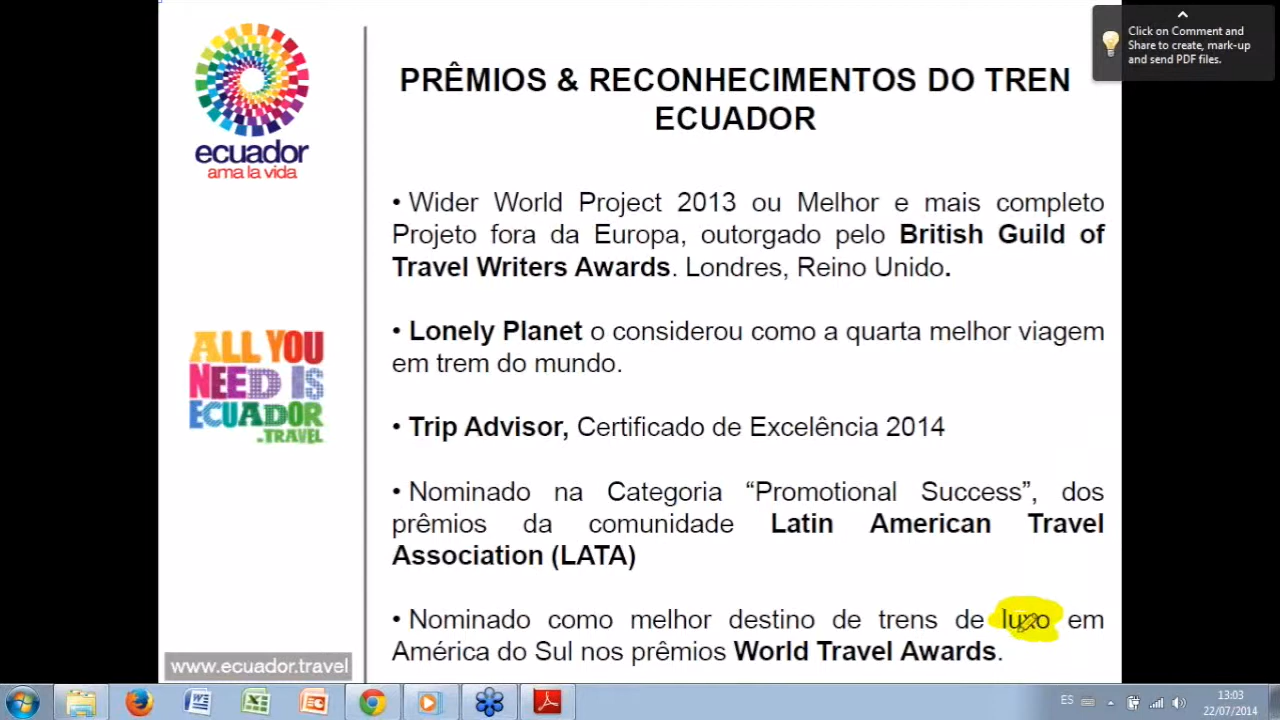 Click on Comment and
Share to create, mark-up
and send PDF files.
ecuador
ama la vida
PRÊMIOS & RECONHECIMENTOS DO TREN
ECUADOR
• Wider World Project 2013 ou Melhor e mais completo
Projeto fora da Europa, outorgado pelo British Guild of
Travel Writers Awards. Londres, Reino Unido.
ALL YOU
NEED IS
ECUADOR
.TRAVEL
• Lonely Planet o considerou como a quarta melhor viagem
em trem do mundo.
• Trip Advisor, Certificado de Excelência 2014
• Nominado na Categoria “Promotional Success”, dos
prêmios da comunidade Latin American Travel
Association (LATA)
• Nominado como melhor destino de trens de luxo em
América do Sul nos prêmios World Travel Awards.
www.ecuador.travel
ES
13:03
22/07/2014